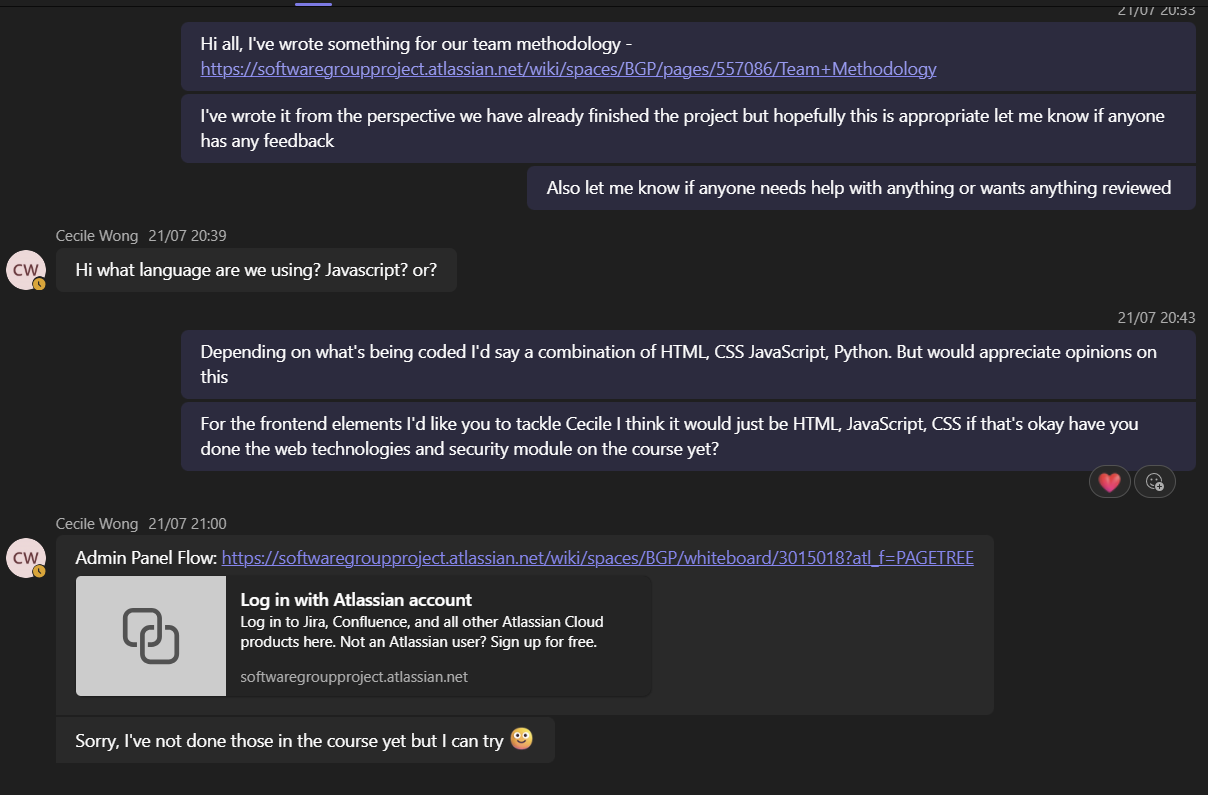 21/07 20:33
Hi all, I've wrote something for our team methodology -
https://softwaregroupproject.atlassian.net/wiki/spaces/BGP/pages/557086/Team+Methodology
I've wrote it from the perspective we have already finished the project but hopefully this is appropriate let me know if anyone
has any feedback
Also let me know if anyone needs help with anything or wants anything reviewed
Cecile Wong 21/07 20:39
CW
Hi what language are we using? Javascript? or?
21/07 20:43
Depending on what's being coded I'd say a combination of HTML, CSS JavaScript, Python. But would appreciate opinions on
this
For the frontend elements I'd like you to tackle Cecile I think it would just be HTML, JavaScript, CSS if that's okay have you
done the web technologies and security module on the course yet?
Cecile Wong 21/07 21:00
CW
Admin Panel Flow: https://softwaregroupproject.atlassian.net/wiki/spaces/BGP/whiteboard/3015018?atl_f=PAGETREE
Log in with Atlassian account
Log in to Jira, Confluence, and all other Atlassian Cloud
products here. Not an Atlassian user? Sign up for free.
softwaregroupproject.atlassian.net
Sorry, I've not done those in the course yet but I can try